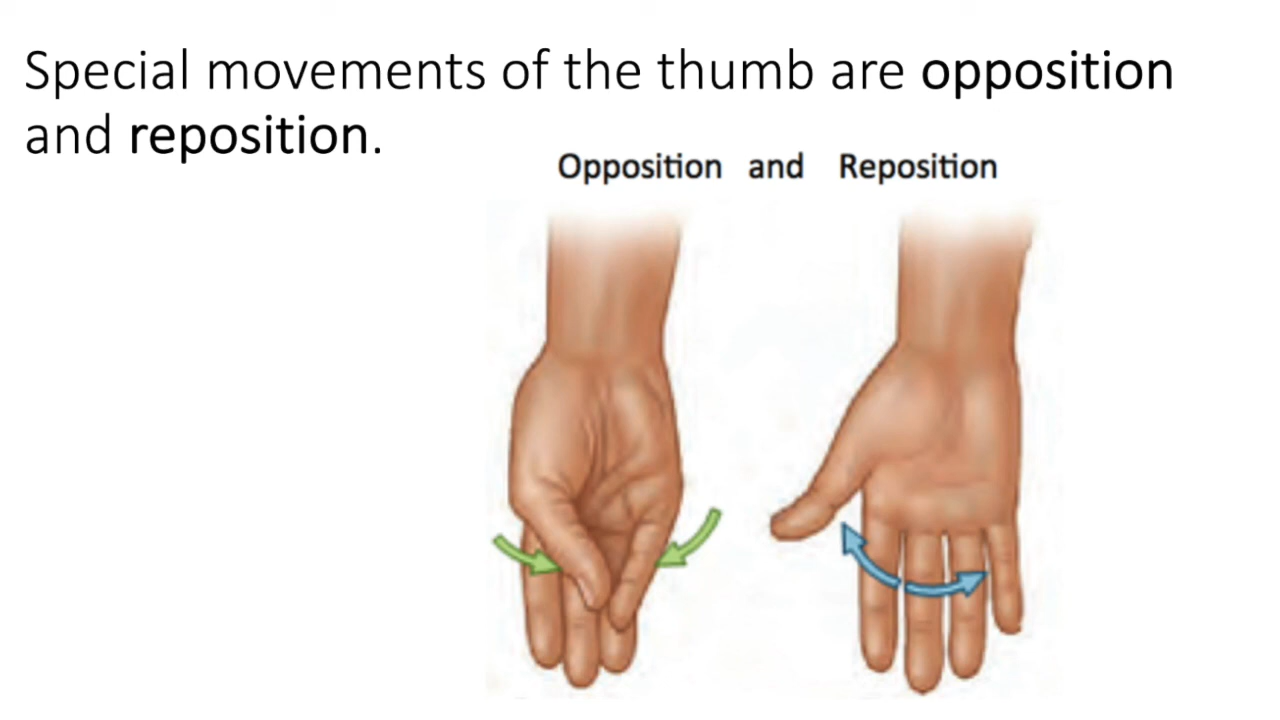 Special movements of the thumb are opposition
and reposition.
Opposition and Reposition